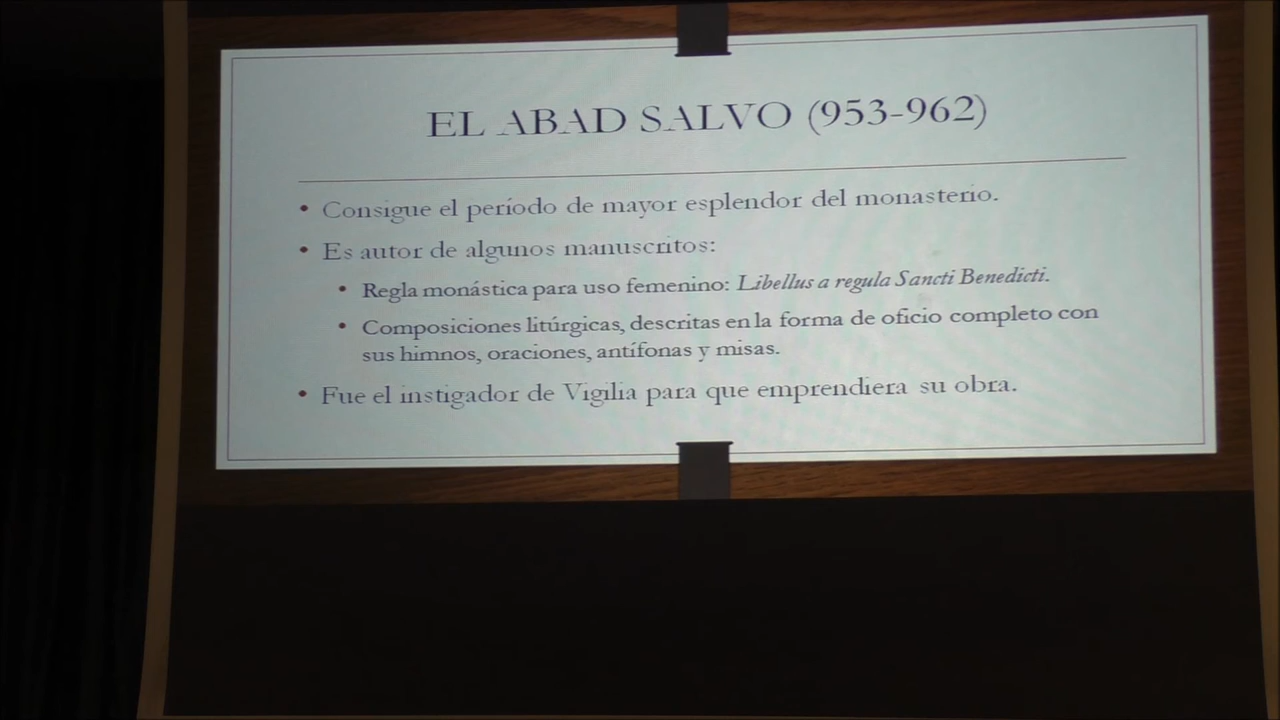 EL ABAD SALVO (953-962)
• Consigue el período de mayor esplendor del monasterio.
• Es autor de algunos manuscritos:
• Regla monástica para uso femenino: Libellus a regula Sancti Benedicti.
• Composiciones litúrgicas, descritas en la forma de oficio completo con
sus himnos, oraciones, antífonas y misas.
• Fue el instigador de Vigilia para que emprendiera su obra.